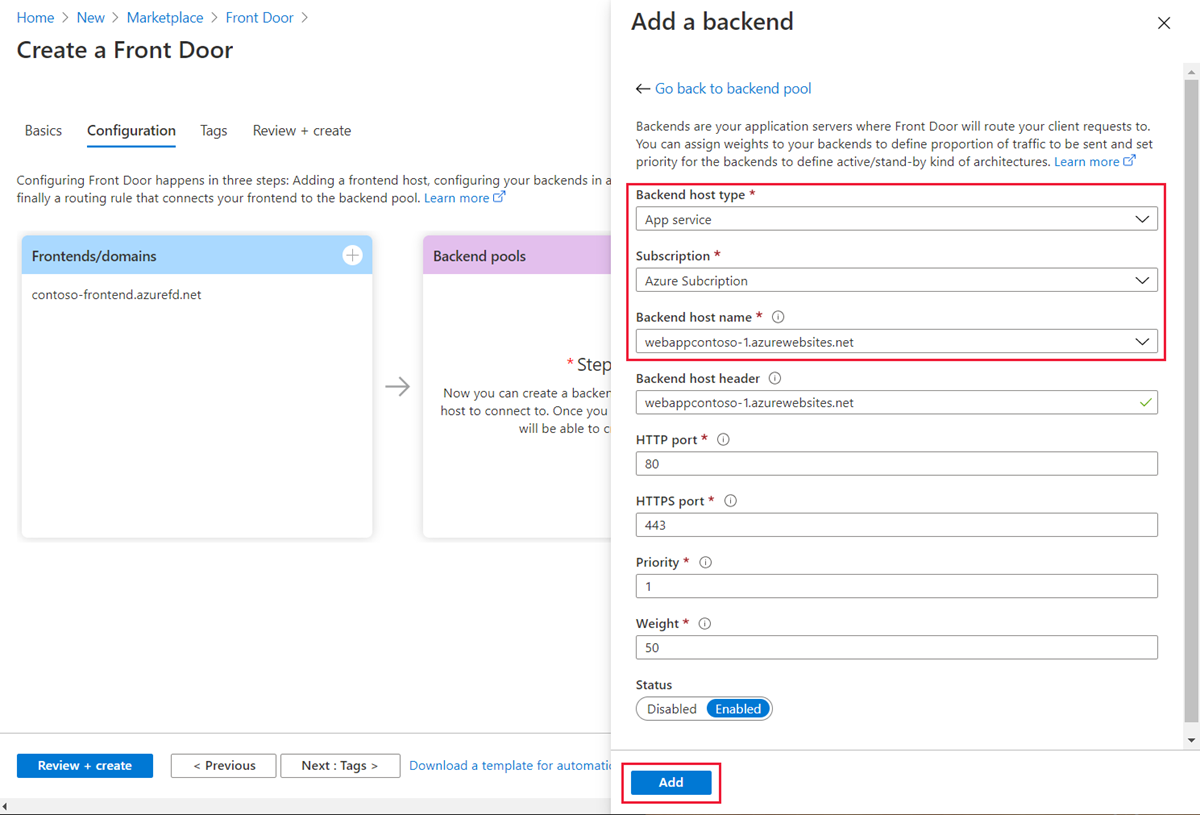 Home > New > Marketplace > Front Door >
Create a Front Door
Basics Configuration Tags Review + create
Configuring Front Door happens in three steps: Adding a frontend host, configuring your backends in a
finally a routing rule that connects your frontend to the backend pool. Learn more
Frontends/domains
contoso-frontend.azurefd.net
Backend pools
* Step
Now you can create a backen
host to connect to. Once you
will be able to c
Review + create
< Previous
Next : Tags >
Download a template for automatic
Add a backend
Go back to backend pool
Backends are your application servers where Front Door will route your client requests to.
You can assign weights to your backends to define proportion of traffic to be sent and set
priority for the backends to define active/stand-by kind of architectures. Learn more
Backend host type *
App service
Subscription *
Azure Subcription
Backend host name *
webappcontoso-1.azurewebsites.net
Backend host header
webappcontoso-1.azurewebsites.net
HTTP port *
80
HTTPS port *
443
Priority *
1
Weight *
50
Status
Disabled Enabled
Add